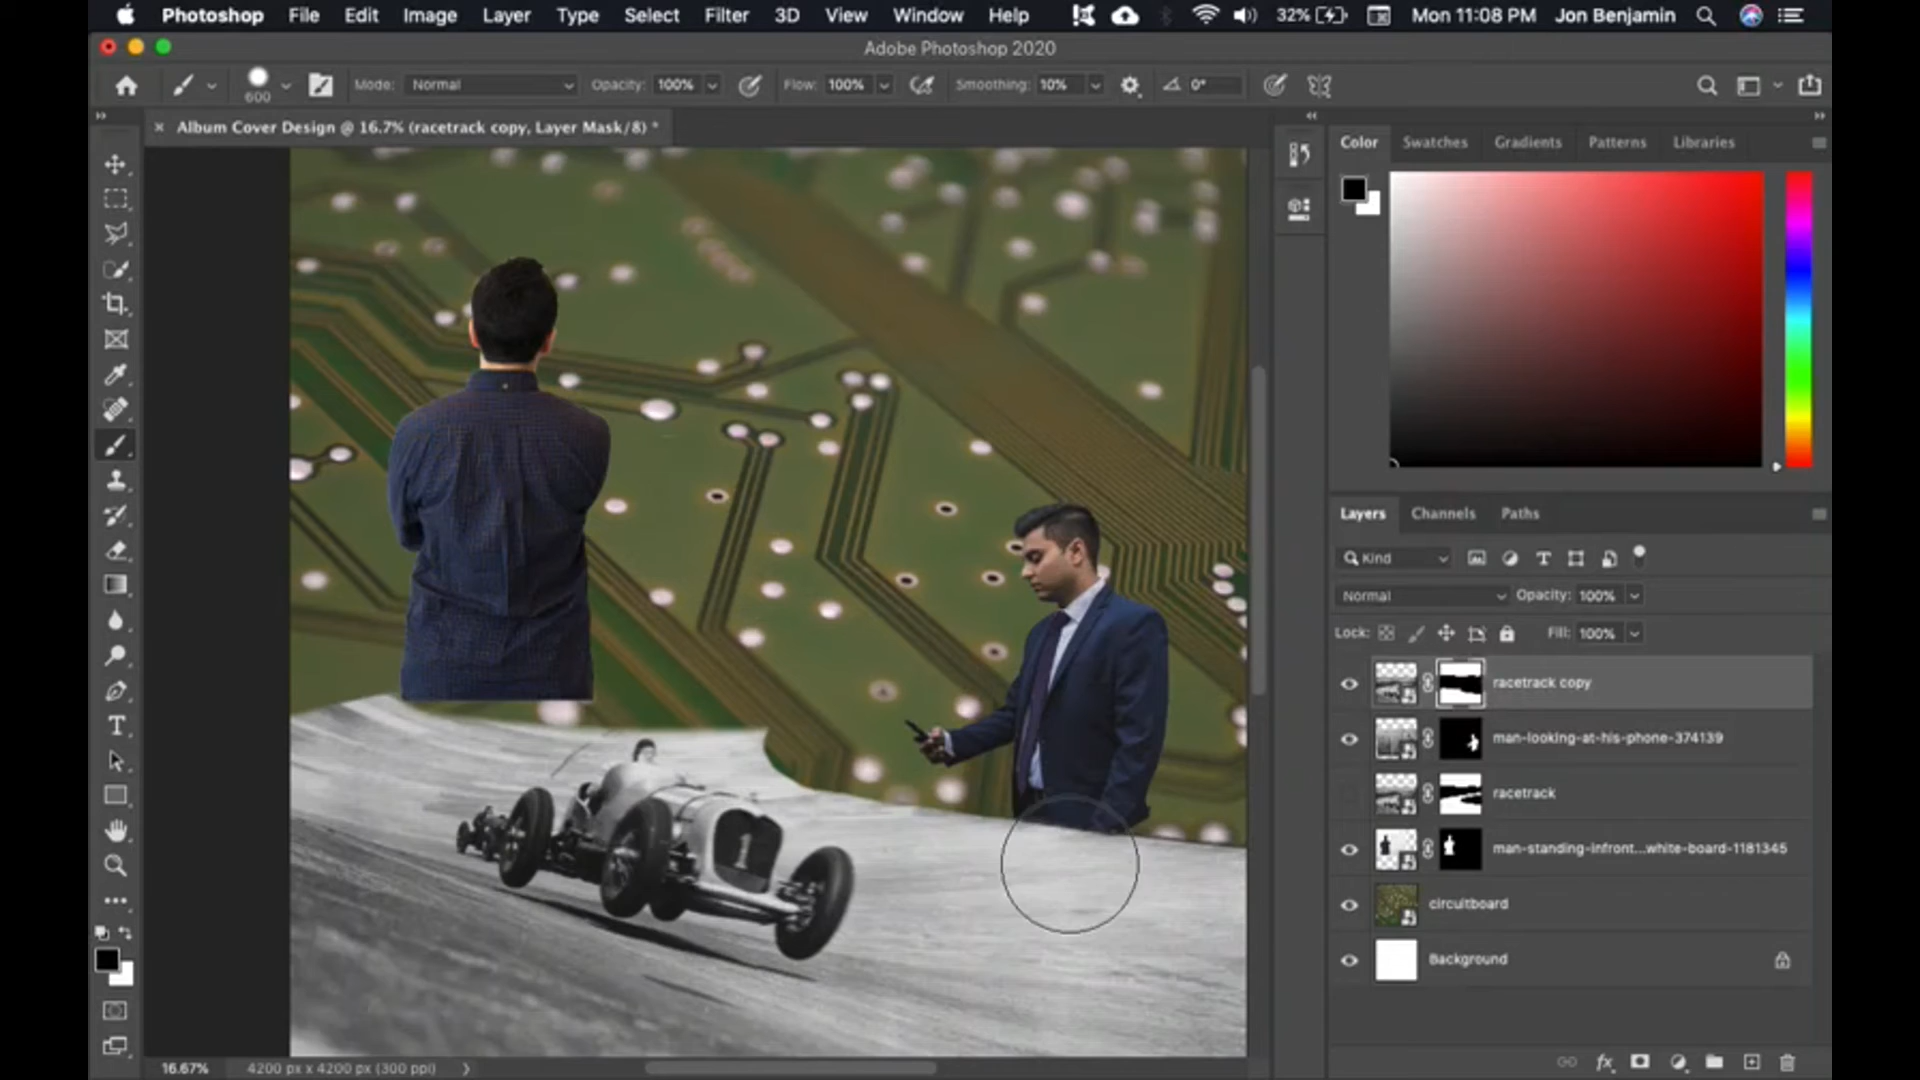 Photoshop File Edit Image Layer Type Select Filter 3D View Window Help 32% Mon 11:08 PM Jon Benjamin
Adobe Photoshop 2020
600 Mode: Normal Opacity: 100% Flow: 100% Smoothing: 10% 0°
× Album Cover Design @ 16.7% (racetrack copy, Layer Mask/8) *
Color Swatches Gradients Patterns Libraries
Layers Channels Paths
Kind
Normal Opacity: 100%
Lock: Fill: 100%
racetrack copy
man-looking-at-his-phone-374139
racetrack
man-standing-infront...white-board-1181345
circuitboard
Background
1
16.67% 4200 px x 4200 px (300 ppi)